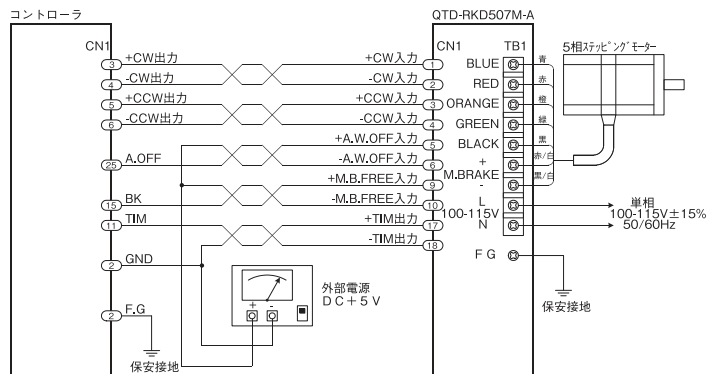 コントローラ
CN1
3 +CW出力
4 -CW出力
5 +CCW出力
6 -CCW出力
25 A.OFF
15 BK
11 TIM
2 GND
2 F.G
保安接地
+CW入力 1
-CW入力 2
+CCW入力 3
-CCW入力 4
+A.W.OFF入力 5
-A.W.OFF入力 6
+M.B.FREE入力 9
-M.B.FREE入力 10
+TIM出力 17
-TIM出力 18
外部電源
DC+5V
+ -
QTD-RKD507M-A
CN1 TB1
BLUE 青
RED 赤
ORANGE 橙
GREEN 緑
BLACK 黒
+ 赤/白
M.BRAKE
- 黒/白
L
100-115V
N
F G
保安接地
5相ステッピングモーター
単相
100-115V±15%
50/60Hz